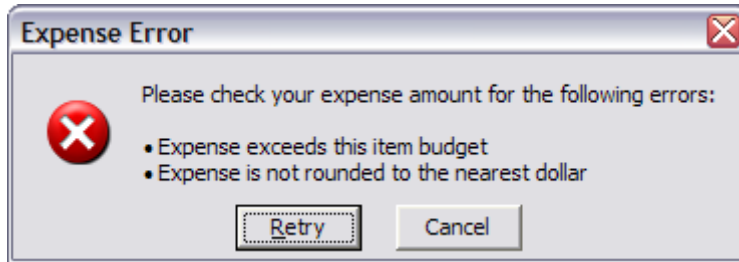 Expense Error
Please check your expense amount for the following errors:
• Expense exceeds this item budget
• Expense is not rounded to the nearest dollar
Retry Cancel